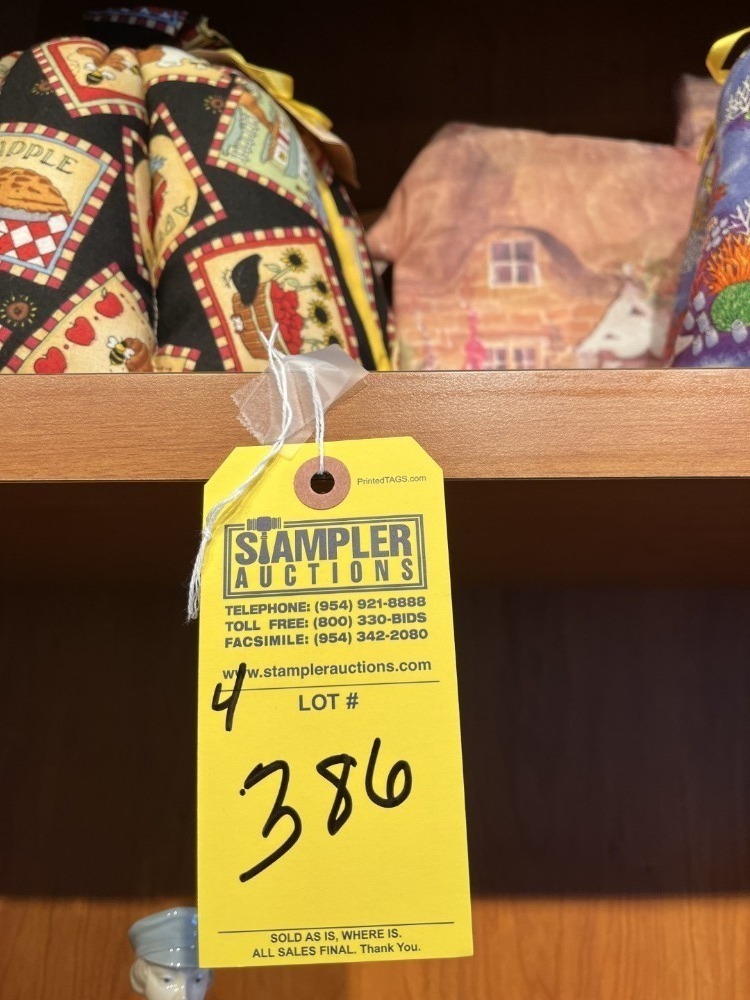 APPLE
PrintedTAGS.com
STAMPLER
AUCTIONS
TELEPHONE: (954) 921-8888
TOLL FREE: (800) 330-BIDS
FACSIMILE: (954) 342-2080
www.stamplerauctions.com
4
LOT #
386
SOLD AS IS, WHERE IS.
ALL SALES FINAL. Thank You.